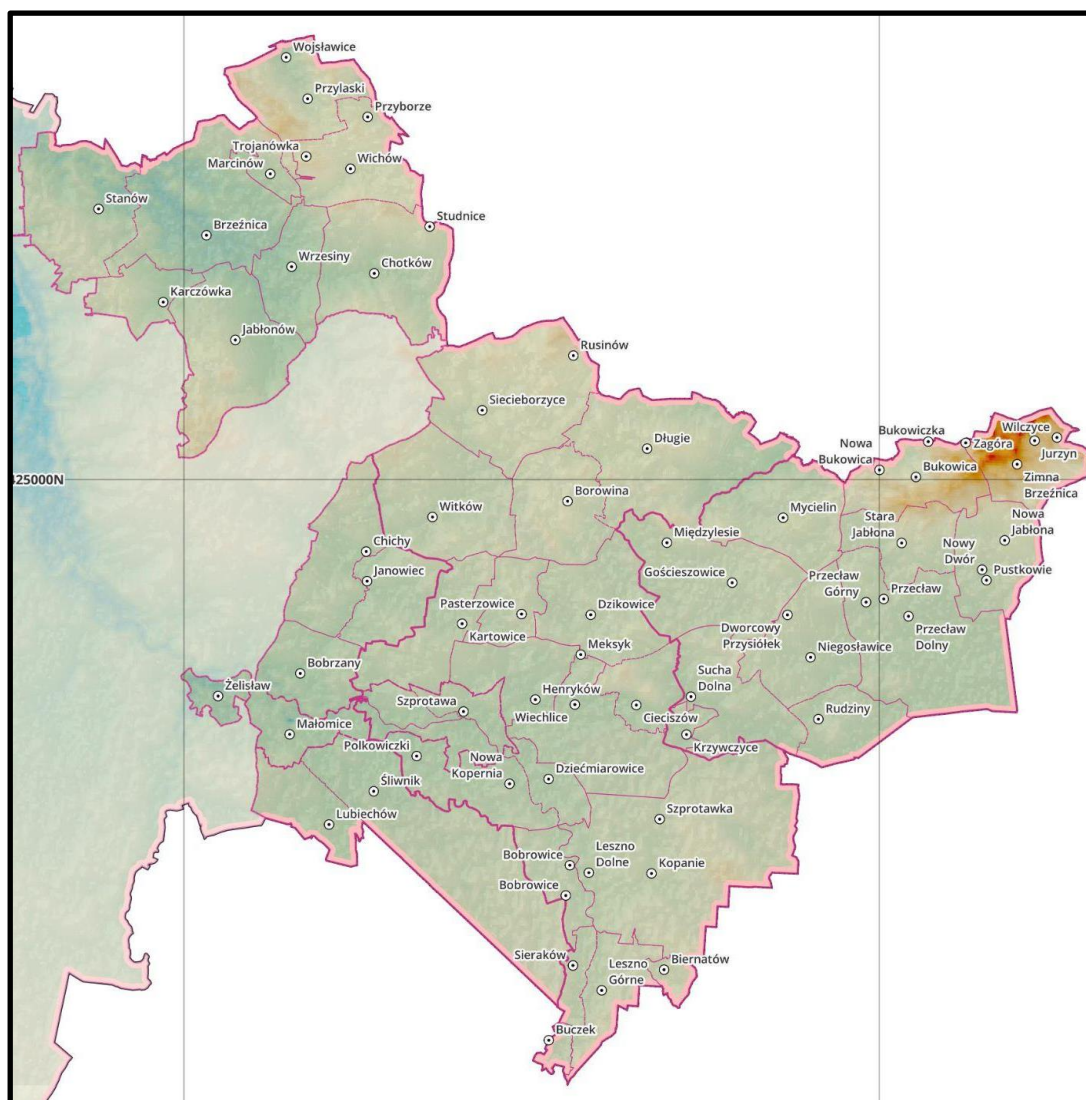 Wojsławice
Przylaski
Przyborze
Trojanówka
Marcinów
Wichów
Stanów
Studnice
Brzeźnica
Wrzesiny
Chotków
Karczówka
Jabłonów
Rusinów
Siecieborzyce
Długie
Bukowiczka
Wilczyce
Nowa
Bukowica
Zagóra
Jurzyn
Bukowica
Zimna
Brzeźnica
425000N
Borowina
Witków
Mycielin
Stara
Jabłona
Nowa
Jabłona
Międzylesie
Chichy
Nowy
Dwór
Janowiec
Gościeszowice
Przecław
Górny
Pustkowie
Przecław
Pasterzowice
Dzikowice
Kartowice
Dworcowy
Przysiółek
Przecław
Dolny
Meksyk
Niegosławice
Bobrzany
Sucha
Dolna
Żelisław
Henryków
Szprotawa
Wiechlice
Cieciszów
Rudziny
Małomice
Krzywczyce
Polkowiczki
Nowa
Kopernia
Dziećmiarowice
Śliwnik
Szprotawka
Lubiechów
Bobrowice
Leszno
Dolne
Kopanie
Bobrowice
Sieraków
Leszno
Górne
Biernatów
Buczek